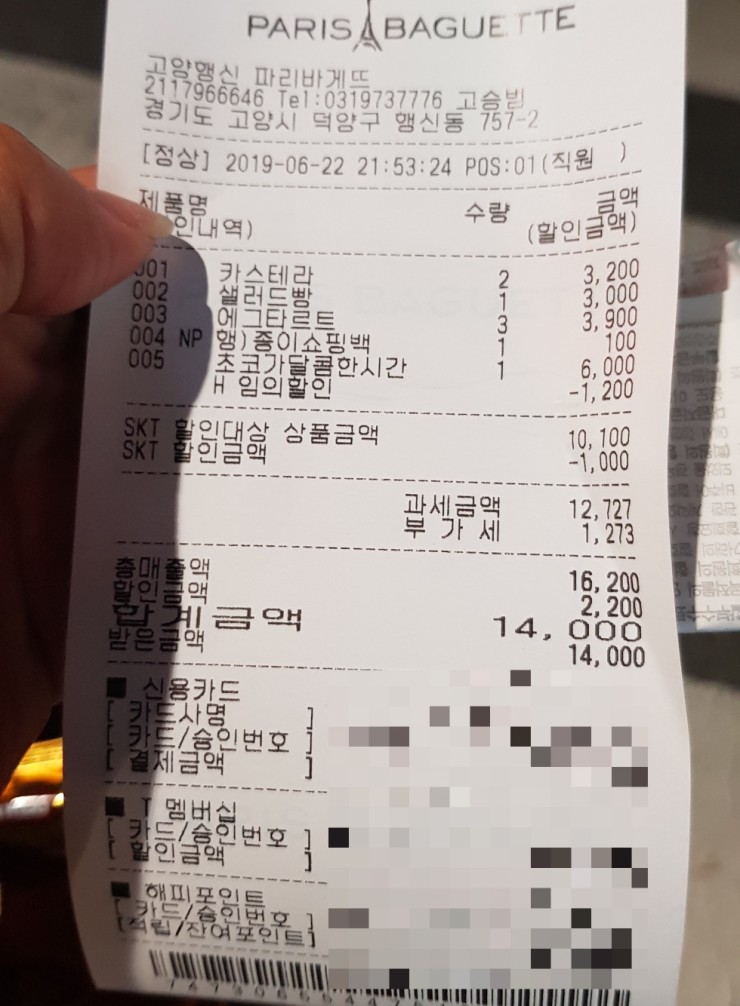 PARIS BAGUETTE
고양행신 파리바게뜨
2117966646 Tel:0319737776 고승빔
경기도 고양시 덕양구 행신동 757-2
[정상] 2019-06-22 21:53:24 POS:01(직원 )
제품명 수량 금액
인내역) (할인금액)
001 카스테라 2 3,200
002 샐러드빵 1 3,000
003 에그타르트 3 3,900
004 NP 행)종이쇼핑백 1 100
005 초코가달콤한시간 1 6,000
H 임의할인 -1,200
SKT 할인대상 상품금액 10,100
SKT 할인금액 -1,000
과세금액 12,727
부 가 세 1,273
총매출액 16,200
할인금액 2,200
합계금액 14,000
받은금액 14,000
■ 신용카드
[ 카드사명 ]
[ 카드/승인번호 ]
[ 결제금액 ]
■ T 멤버십
[ 카드/승인번호 ]
[ 할인금액 ]
■ 해피포인트
[ 카드/승인번호 ]
[적립/잔여포인트]